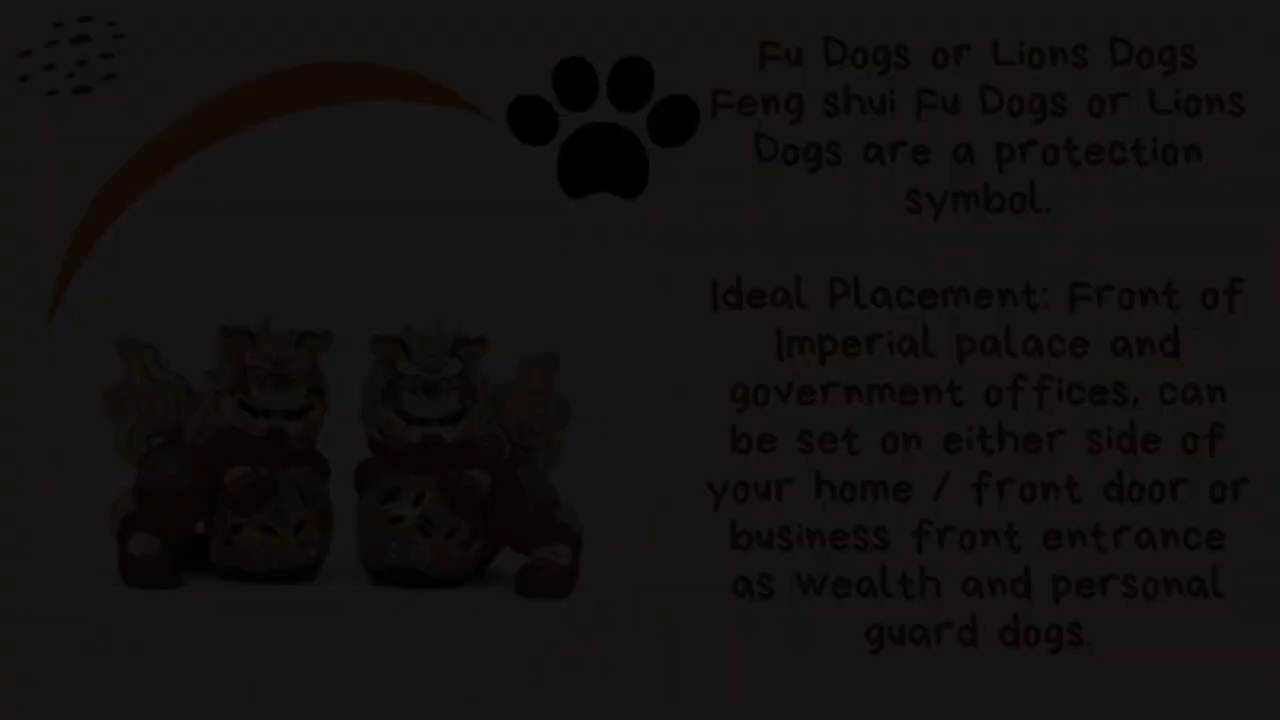 Fu Dogs or Lions Dogs
Feng shui Fu Dogs or Lions
Dogs are a protection
symbol.
Ideal Placement: Front of
Imperial palace and
government offices, can
be set on either side of
your home / front door or
business front entrance
as Wealth and personal
guard dogs.